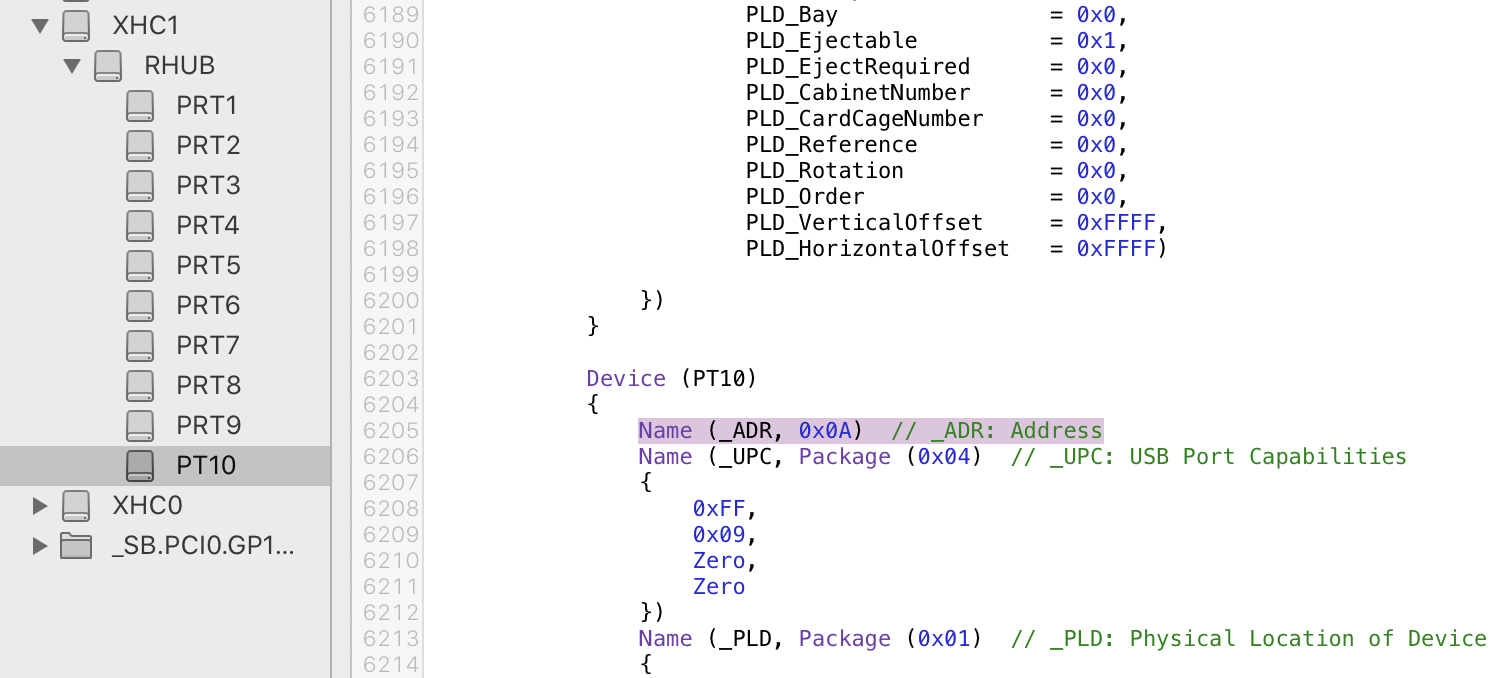 XHC1
RHUB
PRT1
PRT2
PRT3
PRT4
PRT5
PRT6
PRT7
PRT8
PRT9
PT10
XHC0
_SB.PCI0.GP1...
6189 PLD_Bay = 0x0,
6190 PLD_Ejectable = 0x1,
6191 PLD_EjectRequired = 0x0,
6192 PLD_CabinetNumber = 0x0,
6193 PLD_CardCageNumber = 0x0,
6194 PLD_Reference = 0x0,
6195 PLD_Rotation = 0x0,
6196 PLD_Order = 0x0,
6197 PLD_VerticalOffset = 0xFFFF,
6198 PLD_HorizontalOffset = 0xFFFF)
6199
6200 })
6201 }
6202
6203 Device (PT10)
6204 {
6205 Name (_ADR, 0x0A) // _ADR: Address
6206 Name (_UPC, Package (0x04) // _UPC: USB Port Capabilities
6207 {
6208 0xFF,
6209 0x09,
6210 Zero,
6211 Zero
6212 })
6213 Name (_PLD, Package (0x01) // _PLD: Physical Location of Device
6214 {